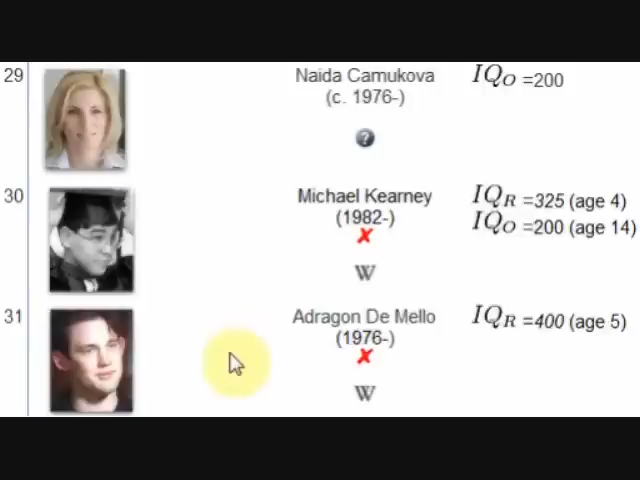 29
Naida Camukova
(c. 1976-)
IQO =200
?
30
Michael Kearney
(1982-)
IQR =325 (age 4)
IQO =200 (age 14)
✗
W
31
Adragon De Mello
(1976-)
IQR =400 (age 5)
✗
W